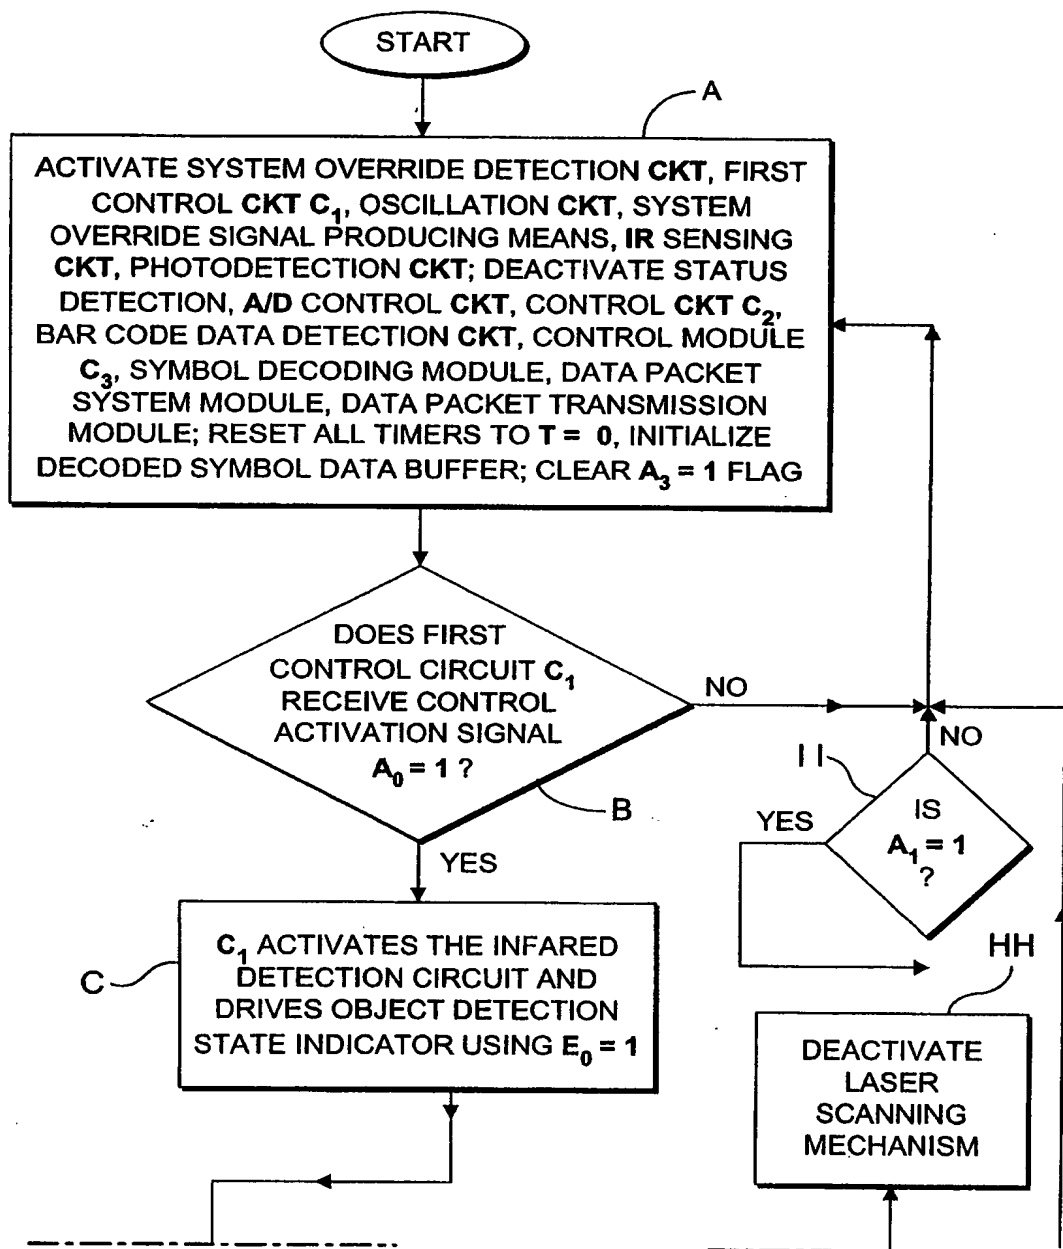 START
A
ACTIVATE SYSTEM OVERRIDE DETECTION CKT, FIRST
CONTROL CKT C₁, OSCILLATION CKT, SYSTEM
OVERRIDE SIGNAL PRODUCING MEANS, IR SENSING
CKT, PHOTODETECTION CKT; DEACTIVATE STATUS
DETECTION, A/D CONTROL CKT, CONTROL CKT C₂,
BAR CODE DATA DETECTION CKT, CONTROL MODULE
C₃, SYMBOL DECODING MODULE, DATA PACKET
SYSTEM MODULE, DATA PACKET TRANSMISSION
MODULE; RESET ALL TIMERS TO T = 0, INITIALIZE
DECODED SYMBOL DATA BUFFER; CLEAR A₃ = 1 FLAG
DOES FIRST
CONTROL CIRCUIT C₁
RECEIVE CONTROL
ACTIVATION SIGNAL
A₀ = 1 ?
NO
B
YES
NO
II
YES
IS
A₁ = 1
?
C
C₁ ACTIVATES THE INFARED
DETECTION CIRCUIT AND
DRIVES OBJECT DETECTION
STATE INDICATOR USING E₀ = 1
HH
DEACTIVATE
LASER
SCANNING
MECHANISM